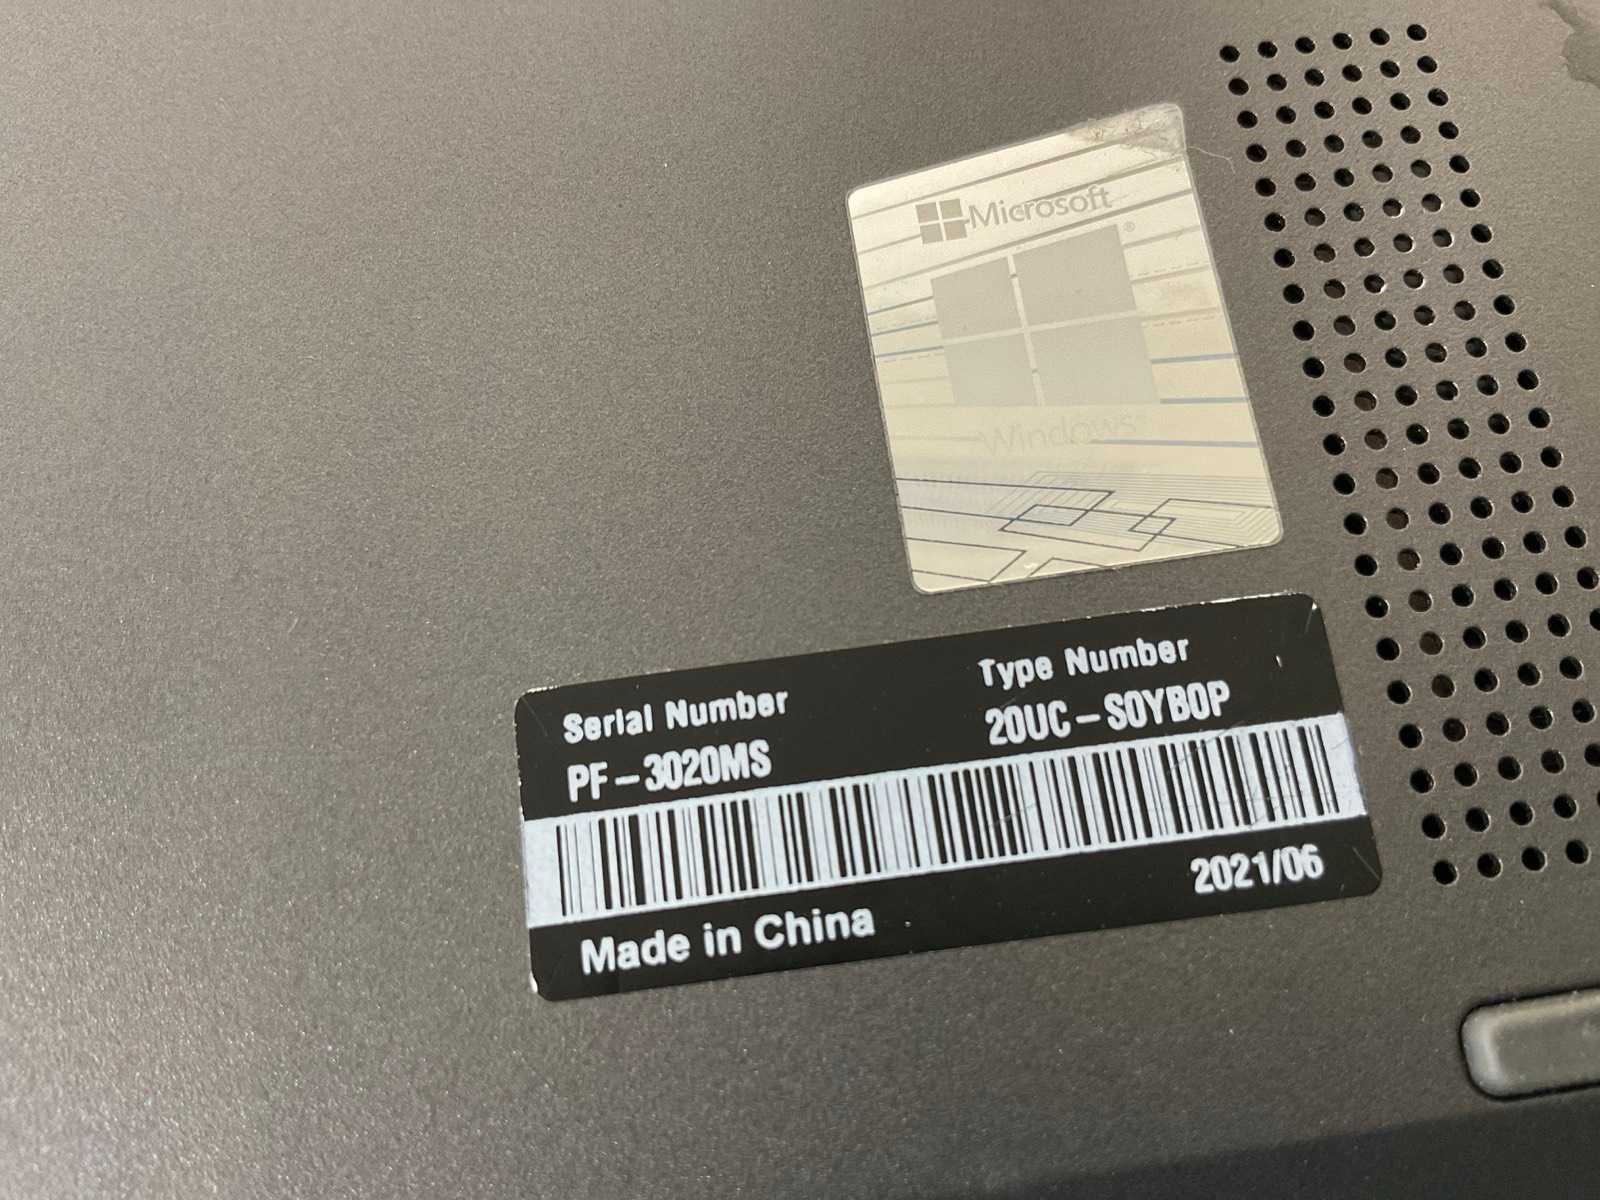 Microsoft
Windows
Serial Number
PF-3020MS
Type Number
20UC-S0YB0P
2021/06
Made in China